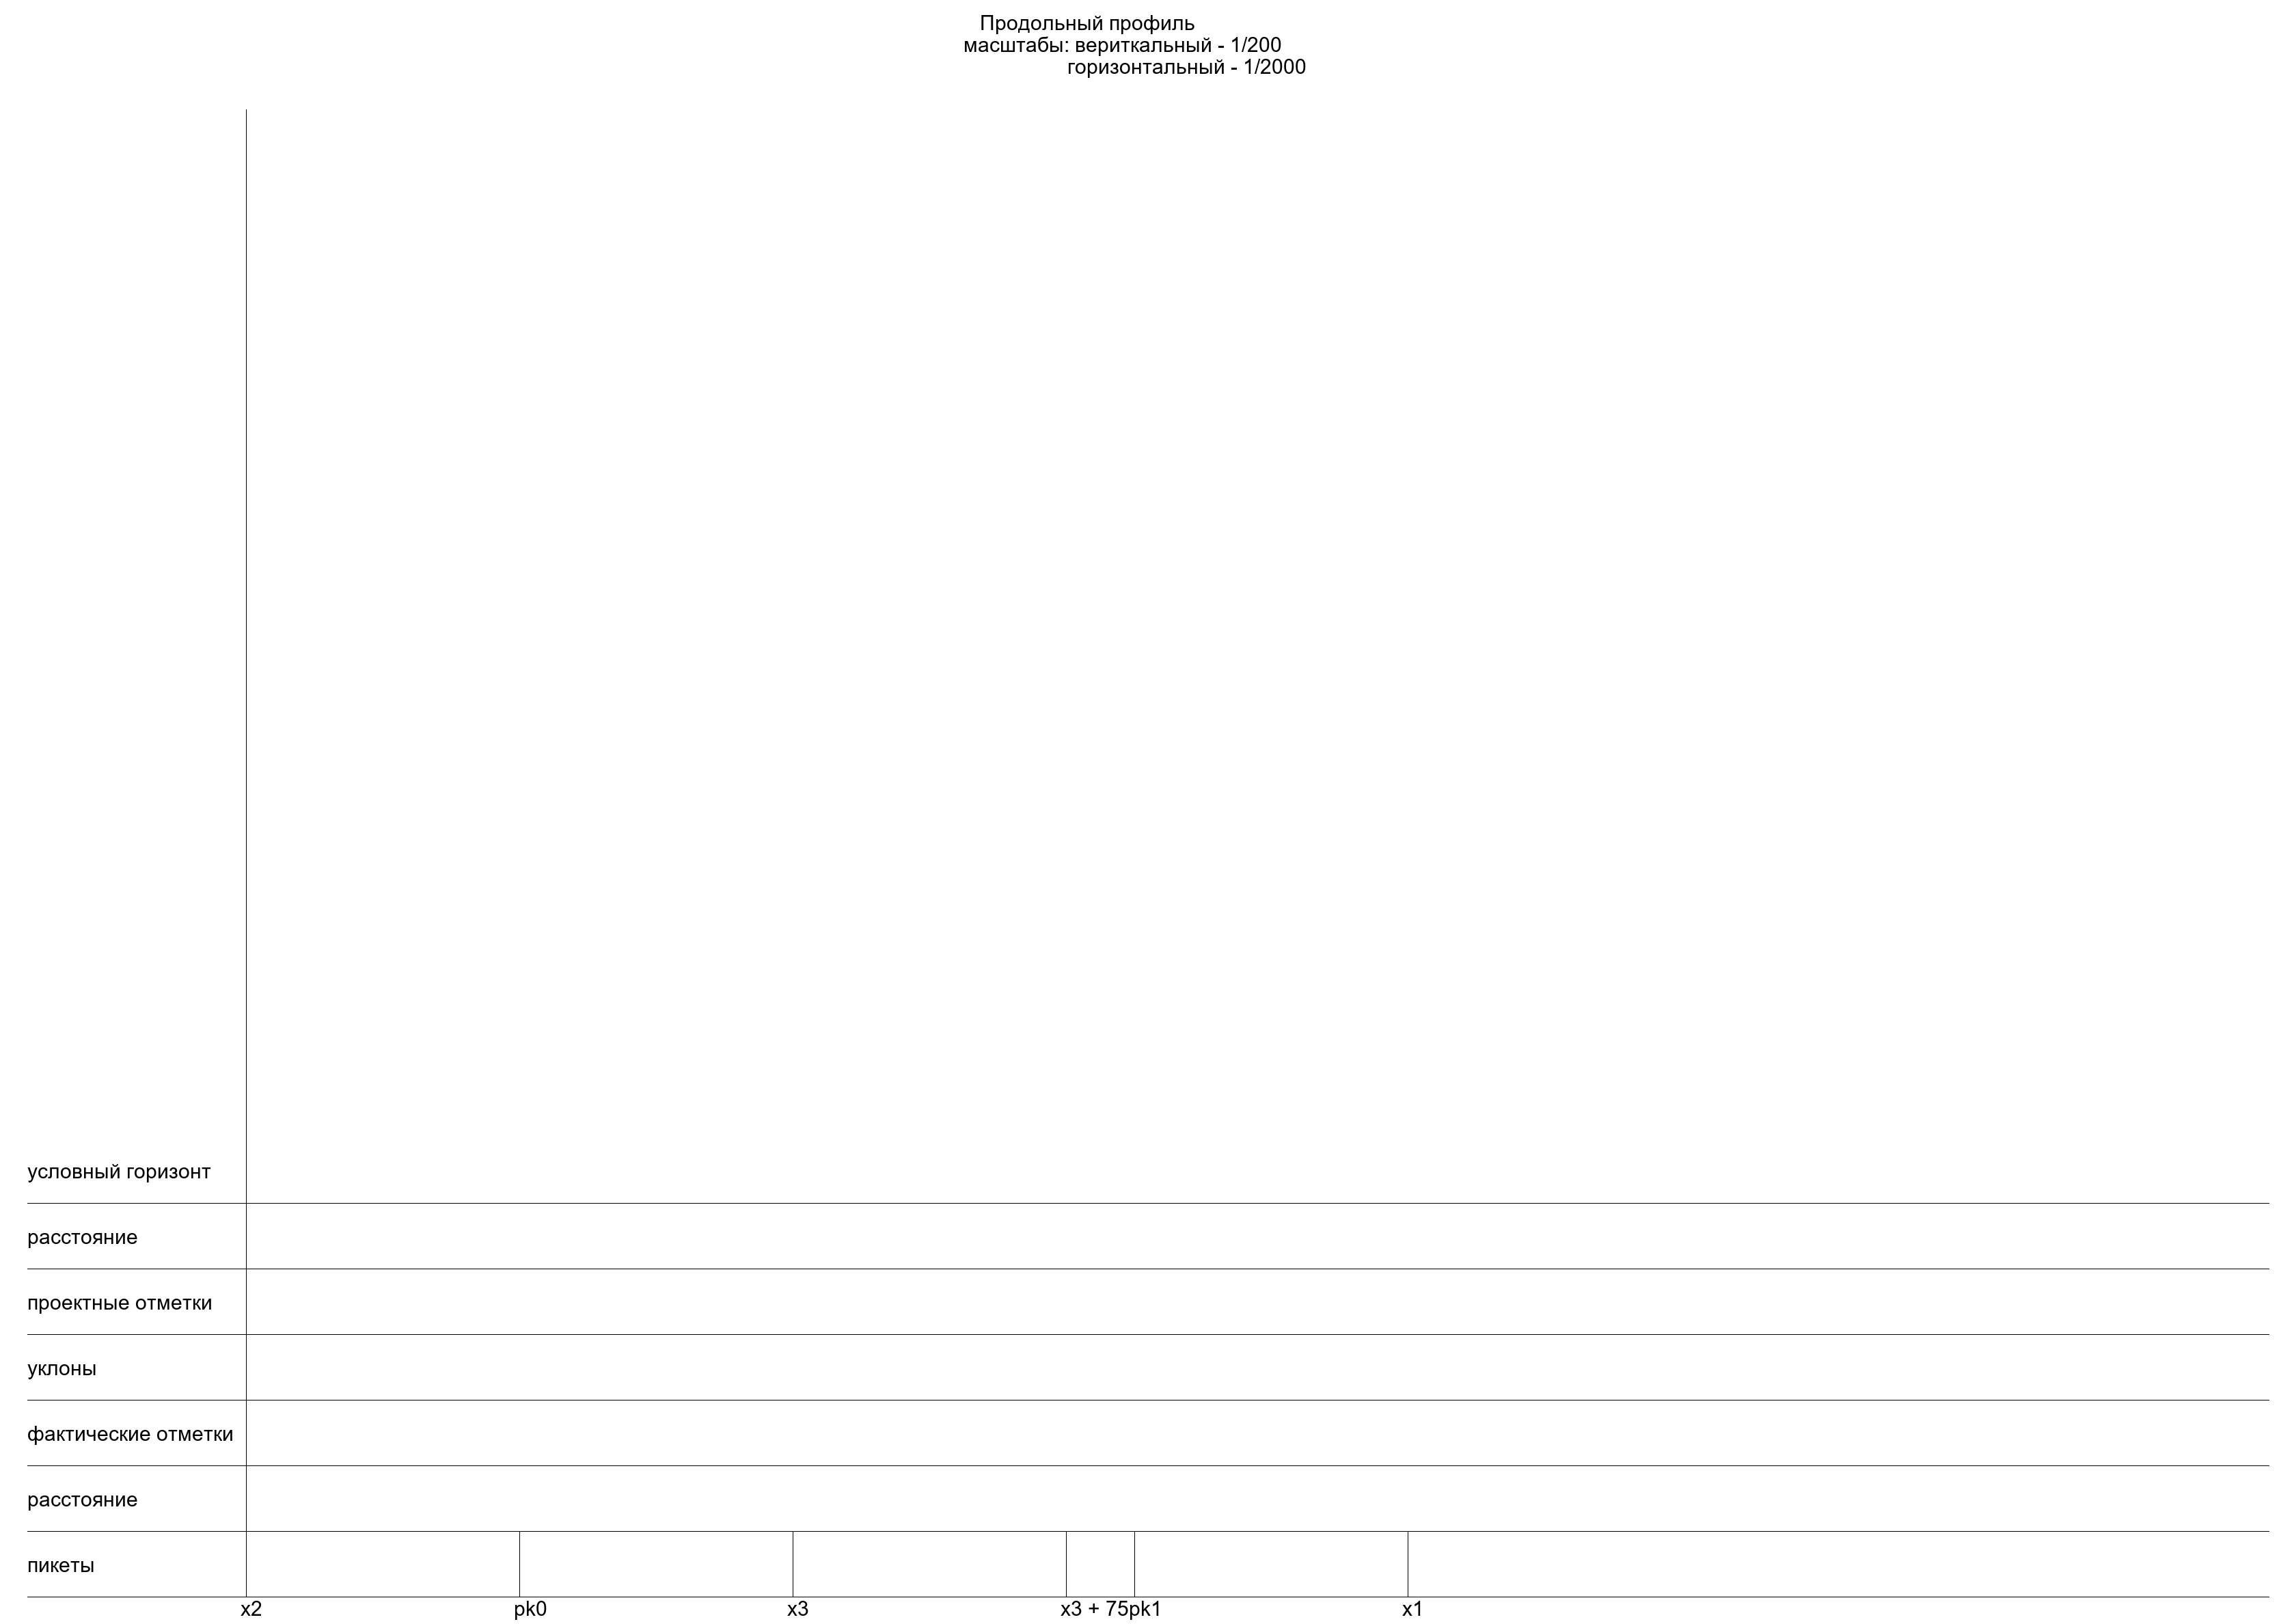 Продольный профиль
масштабы: вериткальный - 1/200
горизонтальный - 1/2000
условный горизонт
расстояние
проектные отметки
уклоны
фактические отметки
расстояние
пикеты
x2 pk0 x3 x3 + 75pk1 x1